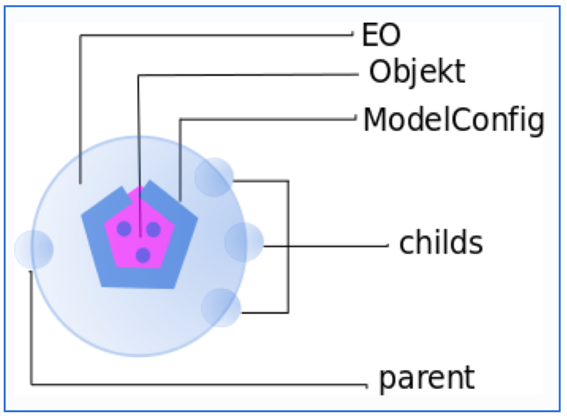 EO
Objekt
ModelConfig
childs
parent